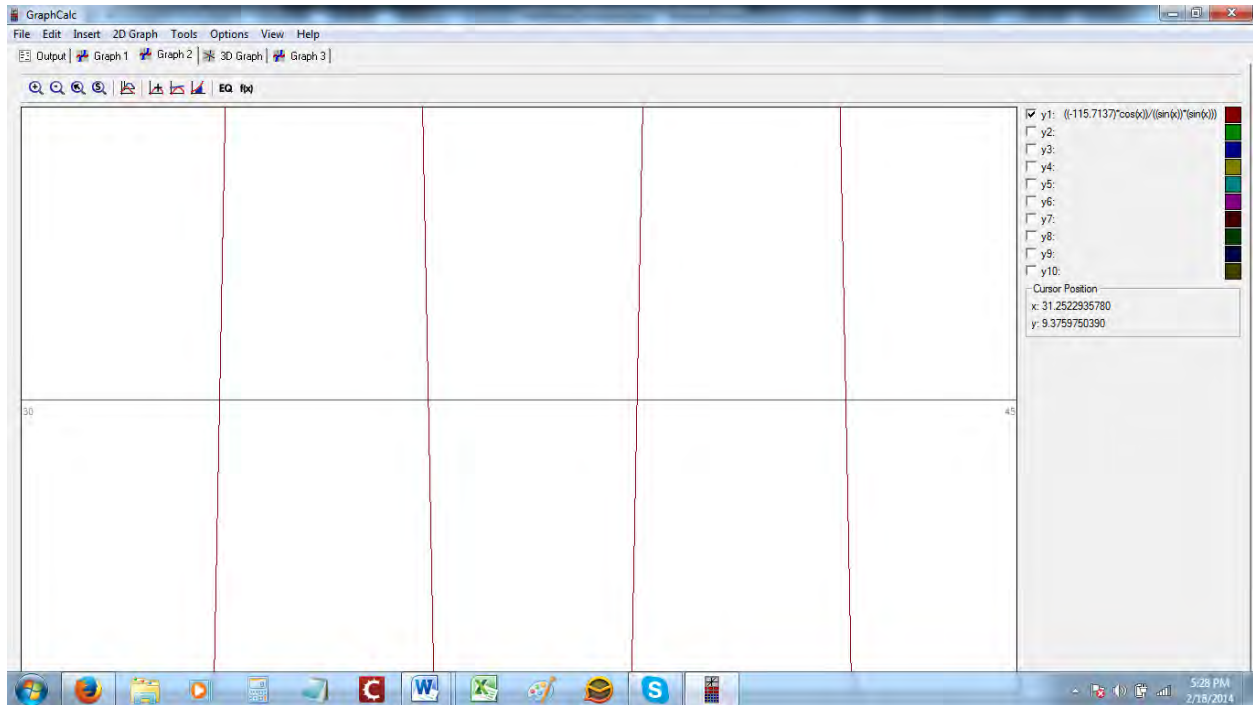 GraphCalc
File Edit Insert 2D Graph Tools Options View Help
Output Graph 1 Graph 2 3D Graph Graph 3
EQ f(x)
y1: ((-115.7137)*cos(x))/((sin(x))*(sin(x)))
y2:
y3:
y4:
y5:
y6:
y7:
y8:
y9:
y10:
Cursor Position
x: 31.2522935780
y: 9.3759750390
30 45
5:28 PM
2/18/2014